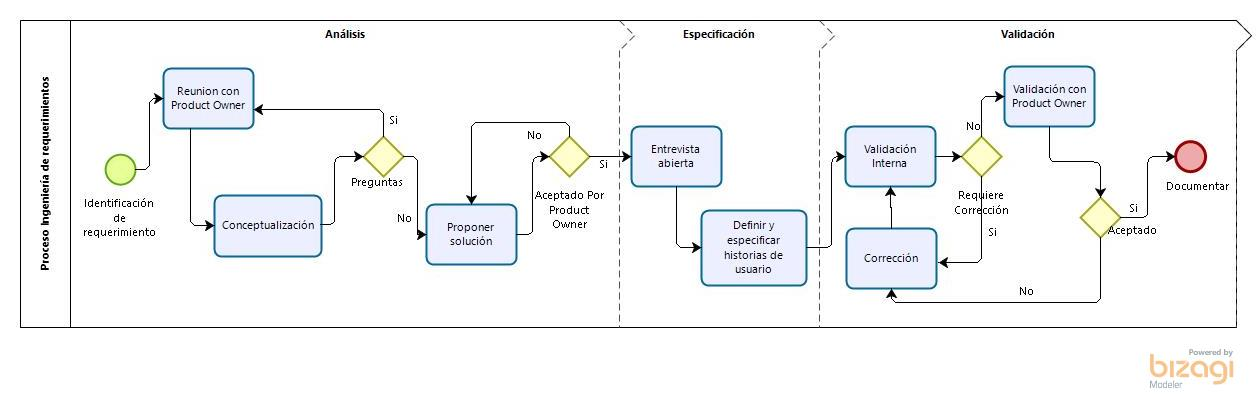 Proceso Ingeniería de requerimientos
Análisis
Especificación
Validación
Identificación
de
requerimiento
Reunion con
Product Owner
Conceptualización
Preguntas
Si
No
Proponer
solución
Aceptado Por
Product
Owner
No
Si
Entrevista
abierta
Definir y
especificar
historias de
usuario
Validación
Interna
Requiere
Corrección
No
Si
Corrección
Validación con
Product Owner
Aceptado
Si
No
Documentar
Powered by
bizagi
Modeler